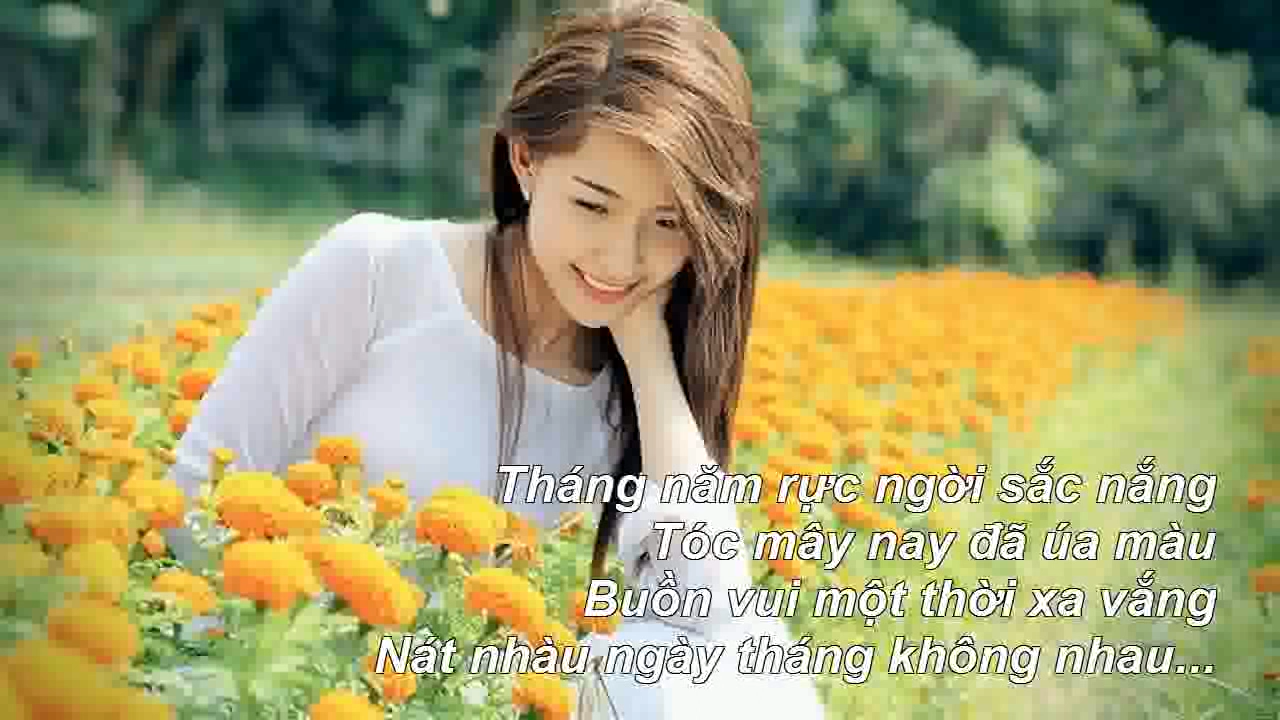 Tháng năm rực ngời sắc nắng
Tóc mây nay đã úa màu
Buồn vui một thời xa vắng
Nát nhàu ngày tháng không nhau...